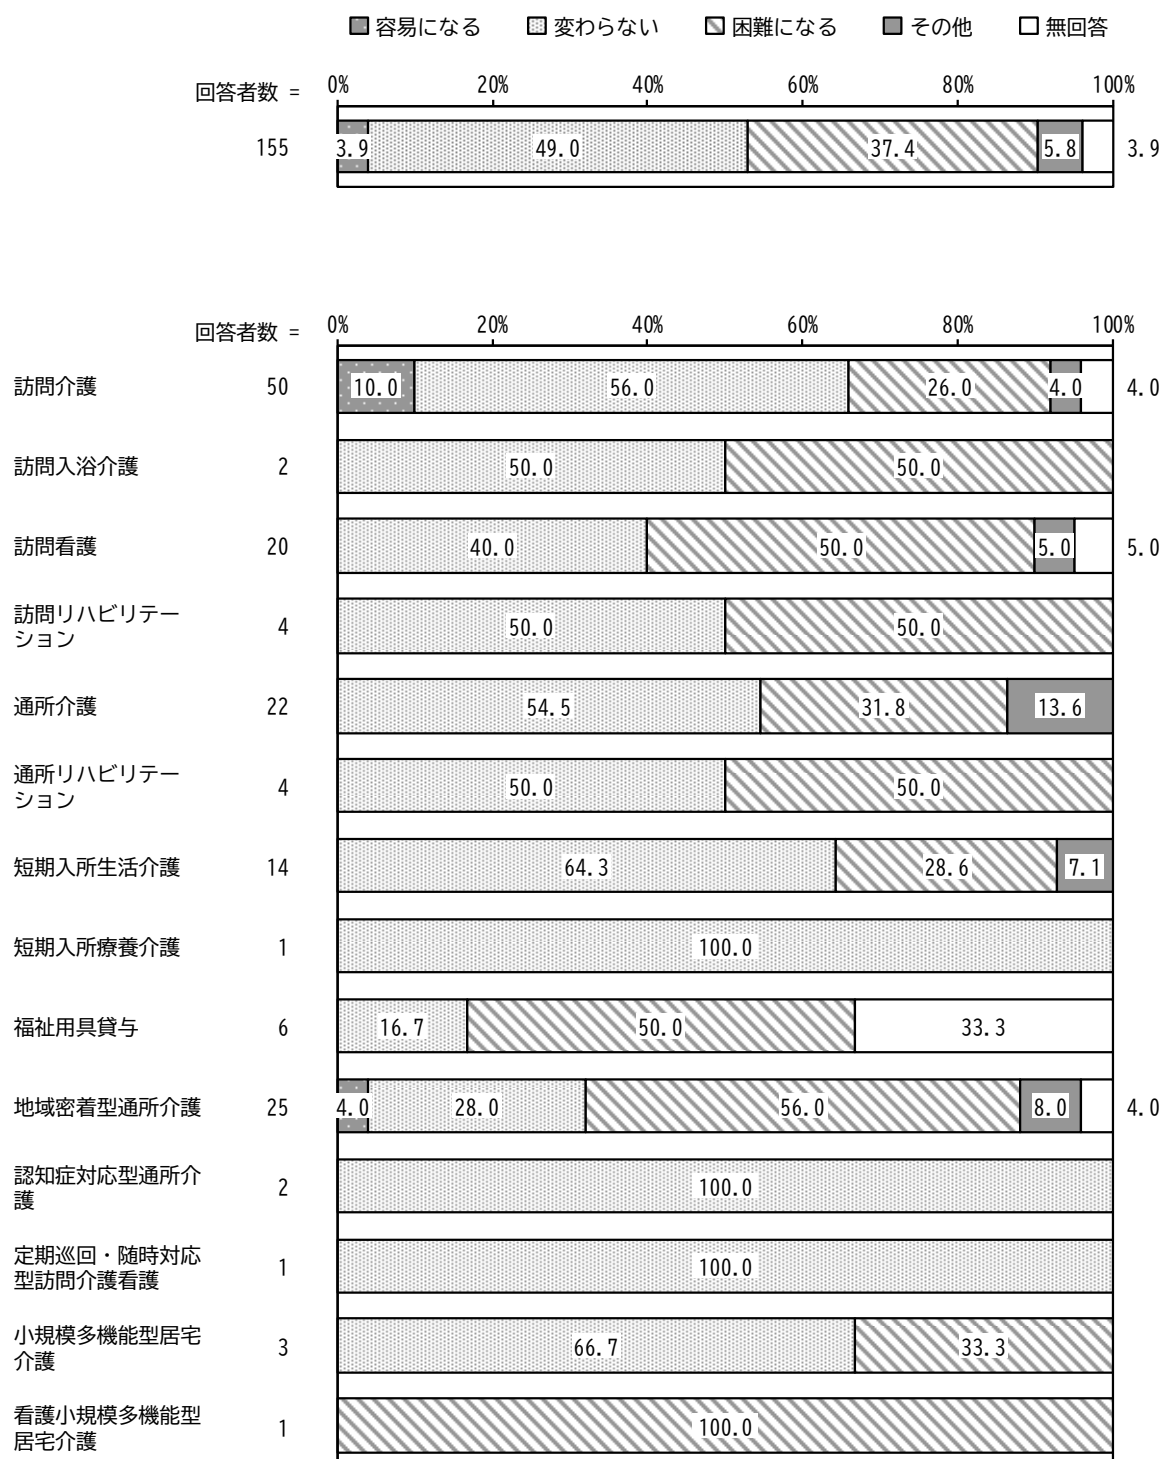 容易になる 変わらない 困難になる その他 無回答
回答者数 = 0% 20% 40% 60% 80% 100%
155 3.9 49.0 37.4 5.8 3.9
回答者数 = 0% 20% 40% 60% 80% 100%
訪問介護 50 10.0 56.0 26.0 4.0 4.0
訪問入浴介護 2 50.0 50.0
訪問看護 20 40.0 50.0 5.0 5.0
訪問リハビリテー
ション 4 50.0 50.0
通所介護 22 54.5 31.8 13.6
通所リハビリテー
ション 4 50.0 50.0
短期入所生活介護 14 64.3 28.6 7.1
短期入所療養介護 1 100.0
福祉用具貸与 6 16.7 50.0 33.3
地域密着型通所介護 25 4.0 28.0 56.0 8.0 4.0
認知症対応型通所介
護 2 100.0
定期巡回・随時対応
型訪問介護看護 1 100.0
小規模多機能型居宅
介護 3 66.7 33.3
看護小規模多機能型
居宅介護 1 100.0